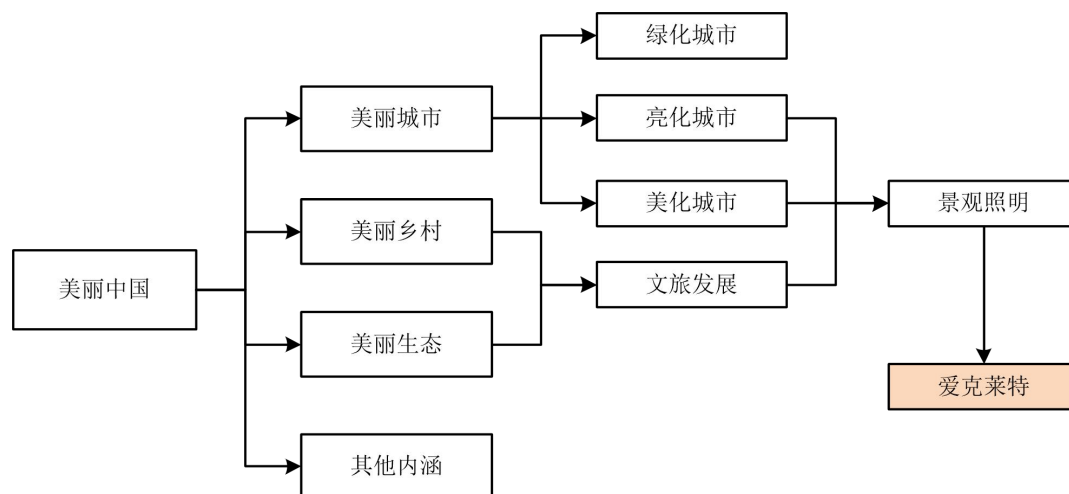 美丽中国
美丽城市
美丽乡村
美丽生态
其他内涵
绿化城市
亮化城市
美化城市
文旅发展
景观照明
爱克莱特